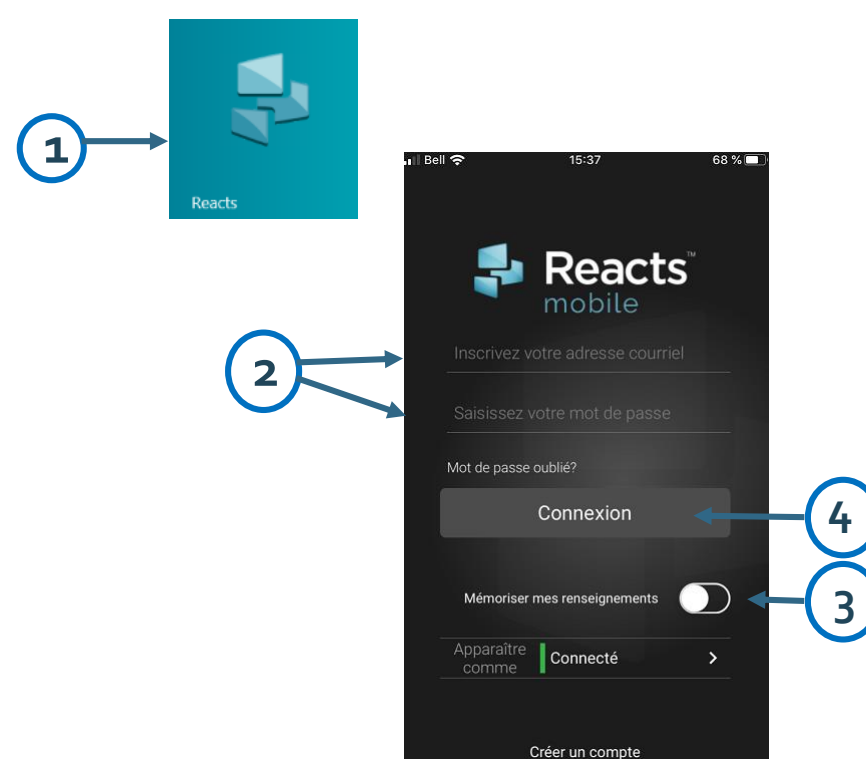 1
Reacts
Bell 15:37 68 %
Reacts™
mobile
2
Inscrivez votre adresse courriel
Saisissez votre mot de passe
Mot de passe oublié?
Connexion
4
Mémoriser mes renseignements
3
Apparaître
comme
Connecté
Créer un compte